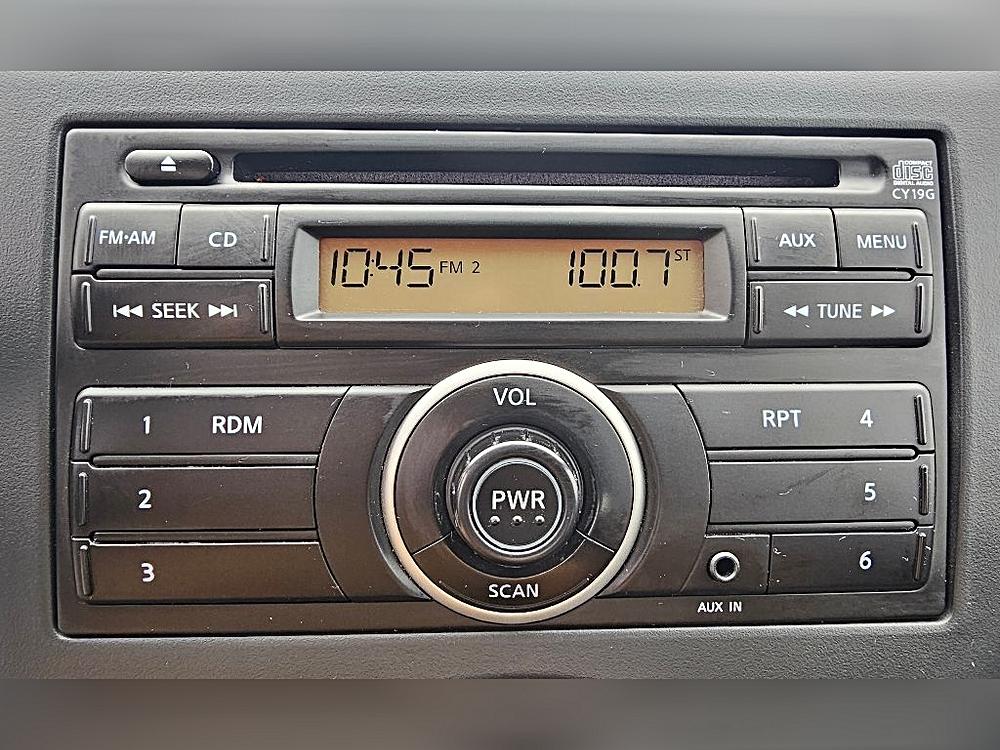 COMPACT
disc
DIGITAL AUDIO
CY19G
FM•AM
CD
10:45 FM 2 100.7 ST
AUX
MENU
⏮ SEEK ⏭
◀◀ TUNE ▶▶
VOL
1 RDM
RPT 4
2
PWR
5
3
SCAN
6
AUX IN